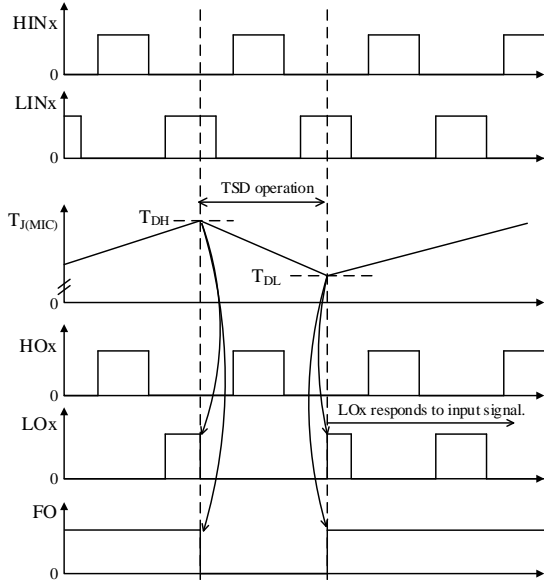 HINx
0
LINx
0
TSD operation
TJ(MIC)
TDH
TDL
0
HOx
0
LOx responds to input signal.
LOx
0
FO
0